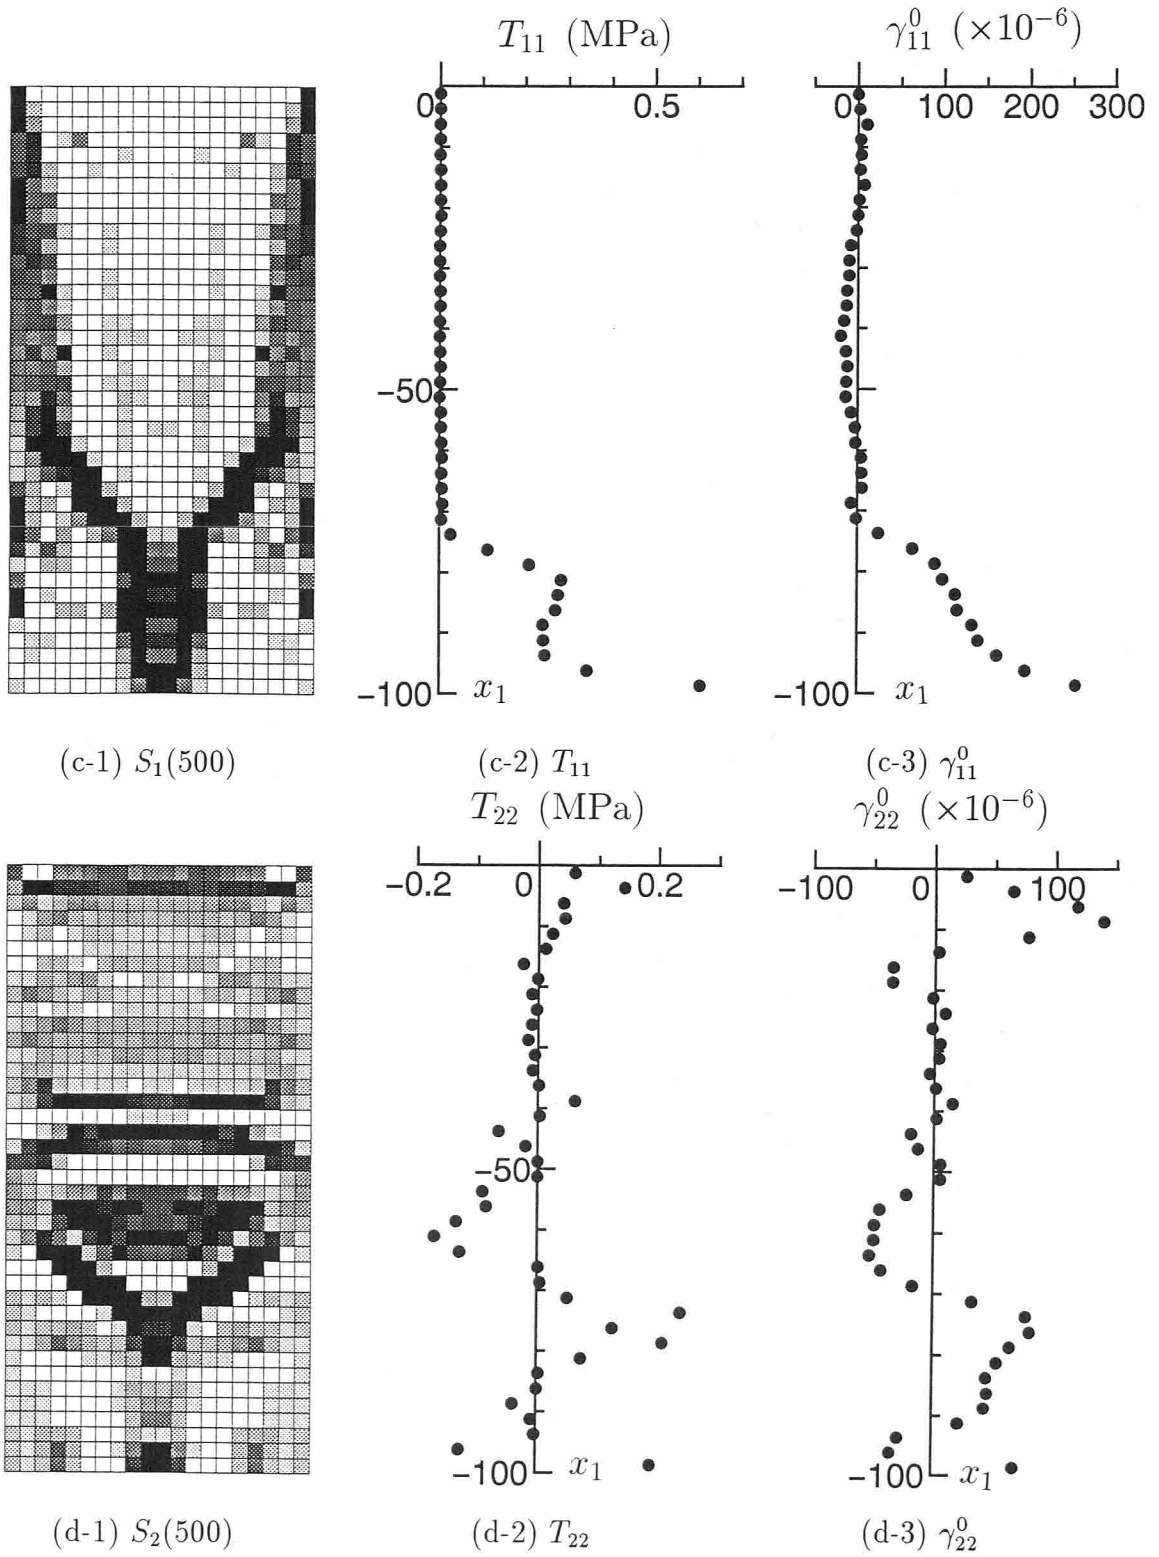 T₁₁ (MPa)
γ⁰₁₁ (×10⁻⁶)
0 0.5
0 100 200 300
−50
−100 x₁
−100 x₁
(c-1) S₁(500)
(c-2) T₁₁
(c-3) γ⁰₁₁
T₂₂ (MPa)
γ⁰₂₂ (×10⁻⁶)
−0.2 0 0.2
−100 0 100
−50
−100 x₁
−100 x₁
(d-1) S₂(500)
(d-2) T₂₂
(d-3) γ⁰₂₂